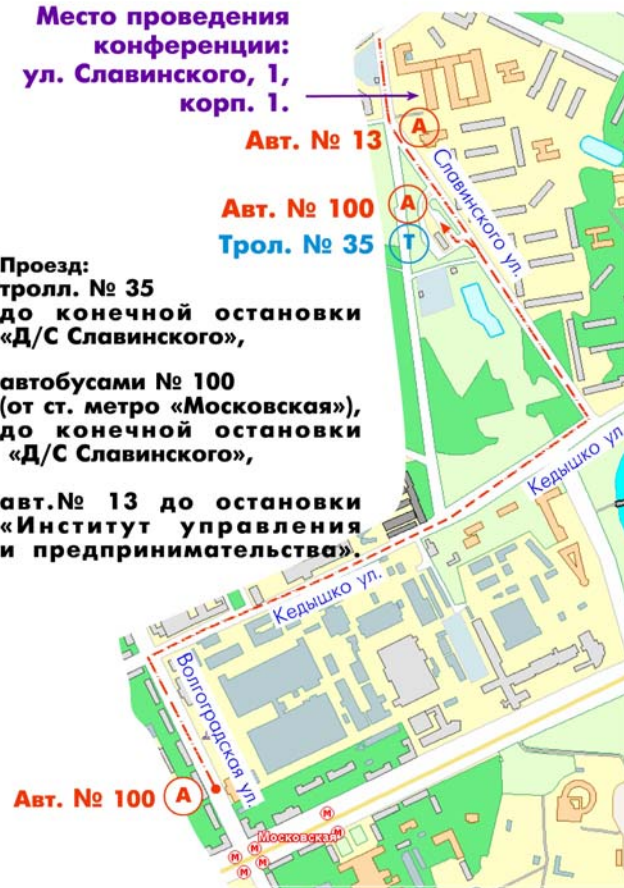 Место проведения
конференции:
ул. Славинского, 1,
корп. 1.
А
Авт. № 13
Авт. № 100
А
Трол. № 35
Т
Славинского ул.
Проезд:
тролл. № 35
до конечной остановки
«Д/С Славинского»,
автобусами № 100
(от ст. метро «Московская»),
до конечной остановки
«Д/С Славинского»,
авт.№ 13 до остановки
«Институт управления
и предпринимательства».
Кедышко ул.
Кедышко ул.
Волгоградская ул.
Авт. № 100
А
Московская
М
М
М
М
М
М